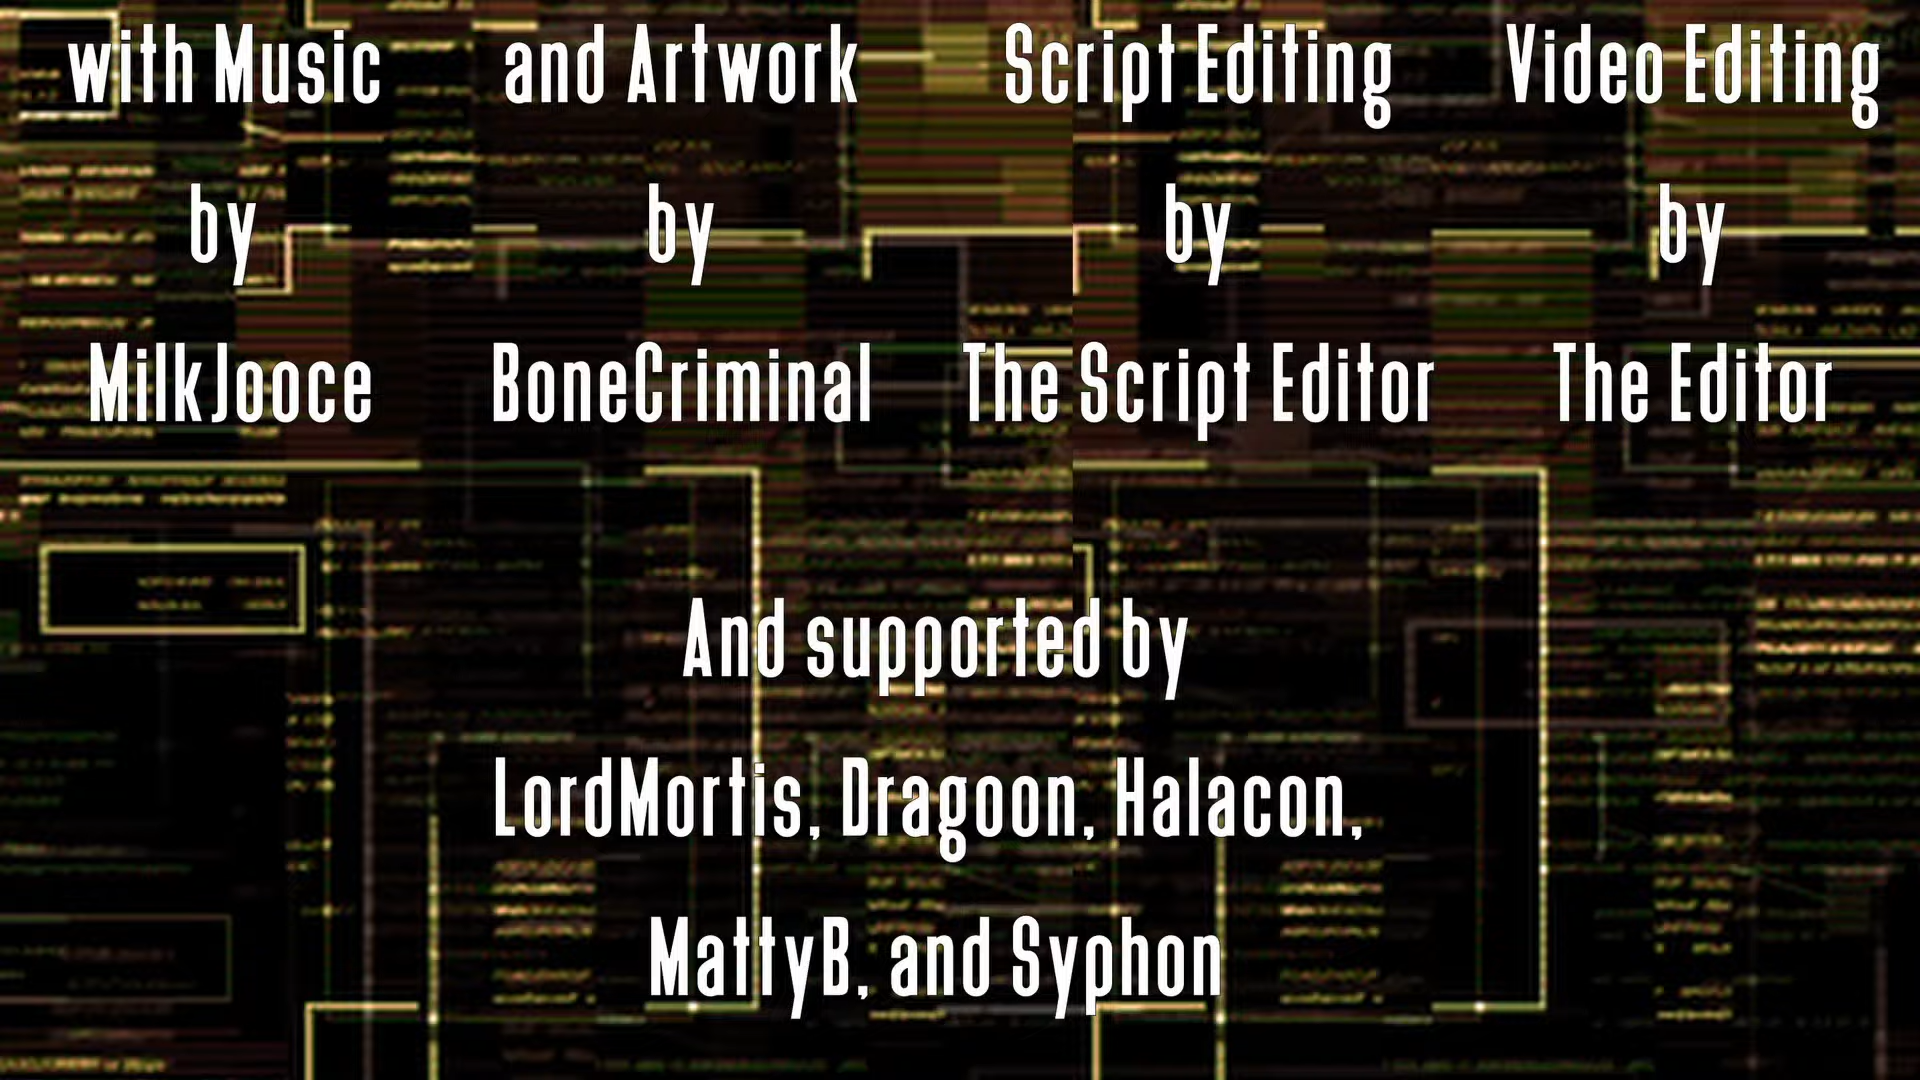 with Music
by
MilkJooce
and Artwork
by
BoneCriminal
Script Editing
by
The Script Editor
Video Editing
by
The Editor
And supported by
LordMortis, Dragoon, Halacon,
MattyB, and Syphon